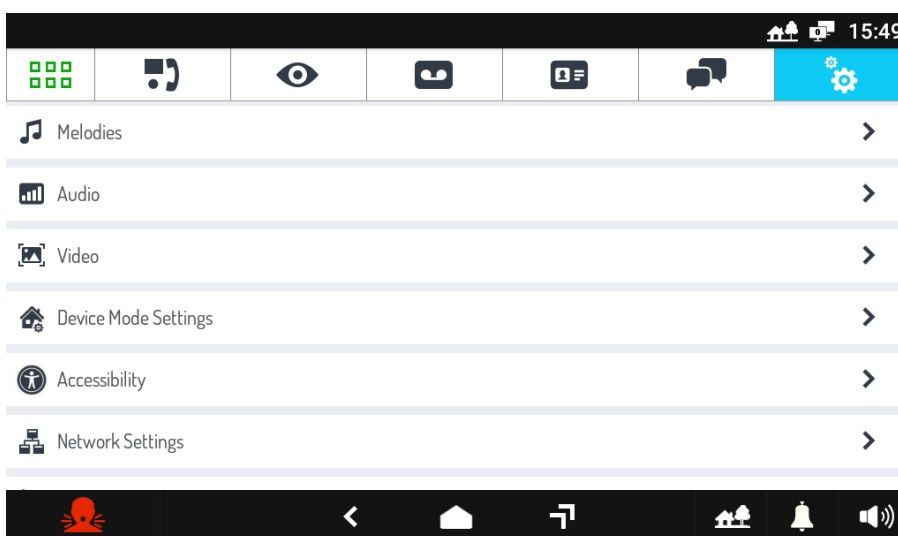 15:49
Melodies
Audio
Video
Device Mode Settings
Accessibility
Network Settings